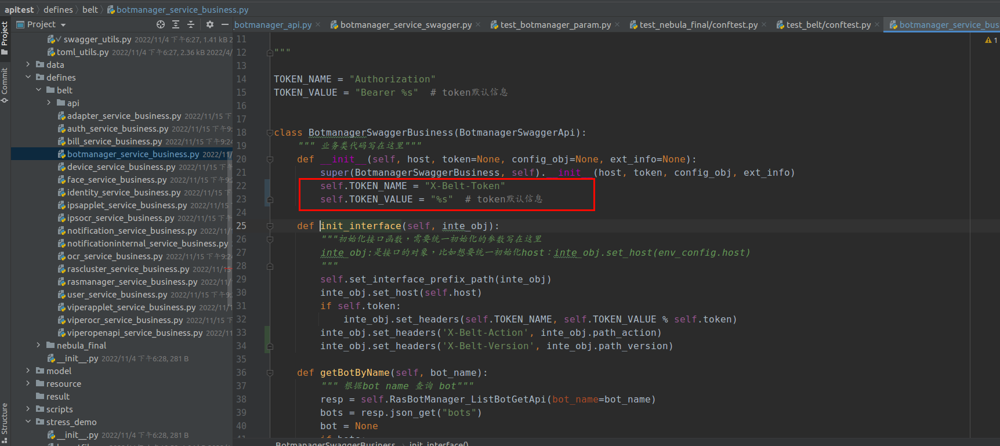 apitest › defines › belt › botmanager_service_business.py
Project
botmanager_api.py × botmanager_service_swagger.py × test_botmanager_param.py × test_nebula_final/conftest.py × test_belt/conftest.py × botmanager_service_bus
Project
Commit
Structure
swagger_utils.py 2022/11/4 下午6:27, 1.41 kB 2
toml_utils.py 2022/11/4 下午6:27, 2.36 kB 2022/4/
data
defines
belt
api
adapter_service_business.py 2022/11/15 下
auth_service_business.py 2022/11/15 下午9:
bill_service_business.py 2022/11/15 下午9:24
botmanager_service_business.py 2022/11/
device_service_business.py 2022/11/15 下午
face_service_business.py 2022/11/15 下午9:
identity_service_business.py 2022/11/15 下
ipsapplet_service_business.py 2022/11/15
ipsocr_service_business.py 2022/11/15 下午
notification_service_business.py 2022/11/
notificationinternal_service_business.py 20
ocr_service_business.py 2022/11/15 下午9:
rascluster_service_business.py 2022/11/15
rasmanager_service_business.py 2022/11/
user_service_business.py 2022/11/15 下午9:
viperapplet_service_business.py 2022/11/1
viperocr_service_business.py 2022/11/15 下
viperopenapi_service_business.py 2022/11
nebula_final
__init__.py 2022/11/4 下午6:28, 281 B
model
resource
result
scripts
stress_demo
__init__.py 2022/11/4 下午6:28, 281 B
1
11
12 """
13
14 TOKEN_NAME = "Authorization"
15 TOKEN_VALUE = "Bearer %s"  # token默认信息
16
17
18 class BotmanagerSwaggerBusiness(BotmanagerSwaggerApi):
19     """ 业务类代码写在这里"""
20     def __init__(self, host, token=None, config_obj=None, ext_info=None):
21         super(BotmanagerSwaggerBusiness, self).__init__(host, token, config_obj, ext_info)
22         self.TOKEN_NAME = "X-Belt-Token"
23         self.TOKEN_VALUE = "%s"  # token默认信息
24
25     def init_interface(self, inte_obj):
26         """初始化接口函数，需要统一初始化的参数写在这里
27         inte_obj:是接口的对象，比如想要统一初始化host：inte_obj.set_host(env_config.host)
28         """
29         self.set_interface_prefix_path(inte_obj)
30         inte_obj.set_host(self.host)
31         if self.token:
32             inte_obj.set_headers(self.TOKEN_NAME, self.TOKEN_VALUE % self.token)
33         inte_obj.set_headers('X-Belt-Action', inte_obj.path_action)
34         inte_obj.set_headers('X-Belt-Version', inte_obj.path_version)
35
36     def getBotByName(self, bot_name):
37         """ 根据bot name 查询 bot"""
38         resp = self.RasBotManager_ListBotGetApi(bot_name=bot_name)
39         bots = resp.json_get("bots")
40         bot = None
41         if bots:
BotmanagerSwaggerBusiness › init_interface()